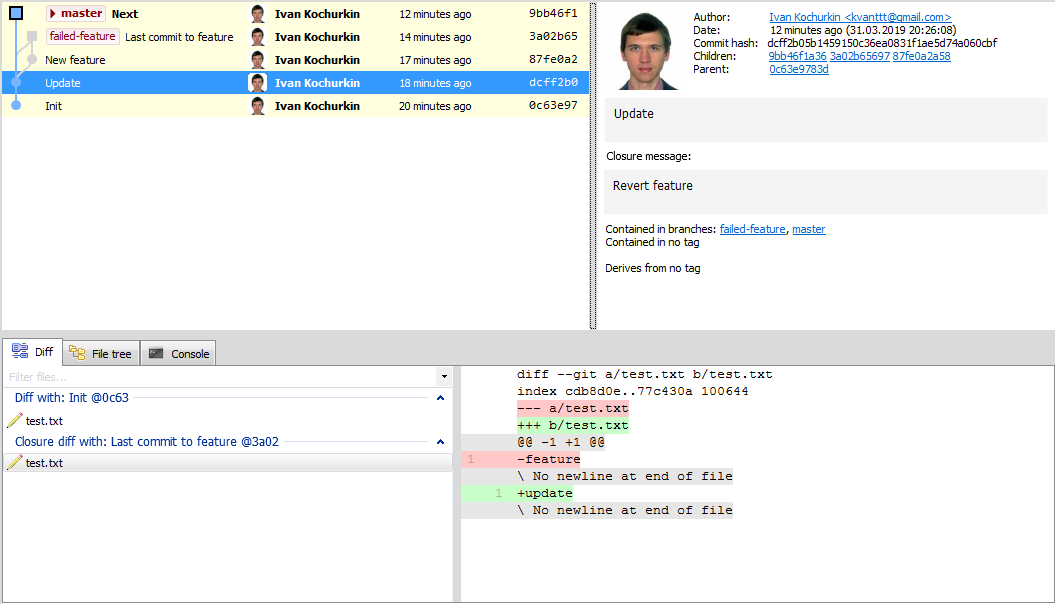 master Next Ivan Kochurkin 12 minutes ago 9bb46f1
failed-feature Last commit to feature Ivan Kochurkin 14 minutes ago 3a02b65
New feature Ivan Kochurkin 17 minutes ago 87fe0a2
Update Ivan Kochurkin 18 minutes ago dcff2b0
Init Ivan Kochurkin 20 minutes ago 0c63e97
Author: Ivan Kochurkin <kvanttt@gmail.com>
Date: 12 minutes ago (31.03.2019 20:26:08)
Commit hash: dcff2b05b1459150c36ea0831f1ae5d74a060cbf
Children: 9bb46f1a36 3a02b65697 87fe0a2a58
Parent: 0c63e9783d
Update
Closure message:
Revert feature
Contained in branches: failed-feature, master
Contained in no tag
Derives from no tag
Diff File tree Console
Filter files...
Diff with: Init @0c63
test.txt
Closure diff with: Last commit to feature @3a02
test.txt
diff --git a/test.txt b/test.txt
index cdb8d0e..77c430a 100644
--- a/test.txt
+++ b/test.txt
@@ -1 +1 @@
1 -feature
\ No newline at end of file
1 +update
\ No newline at end of file